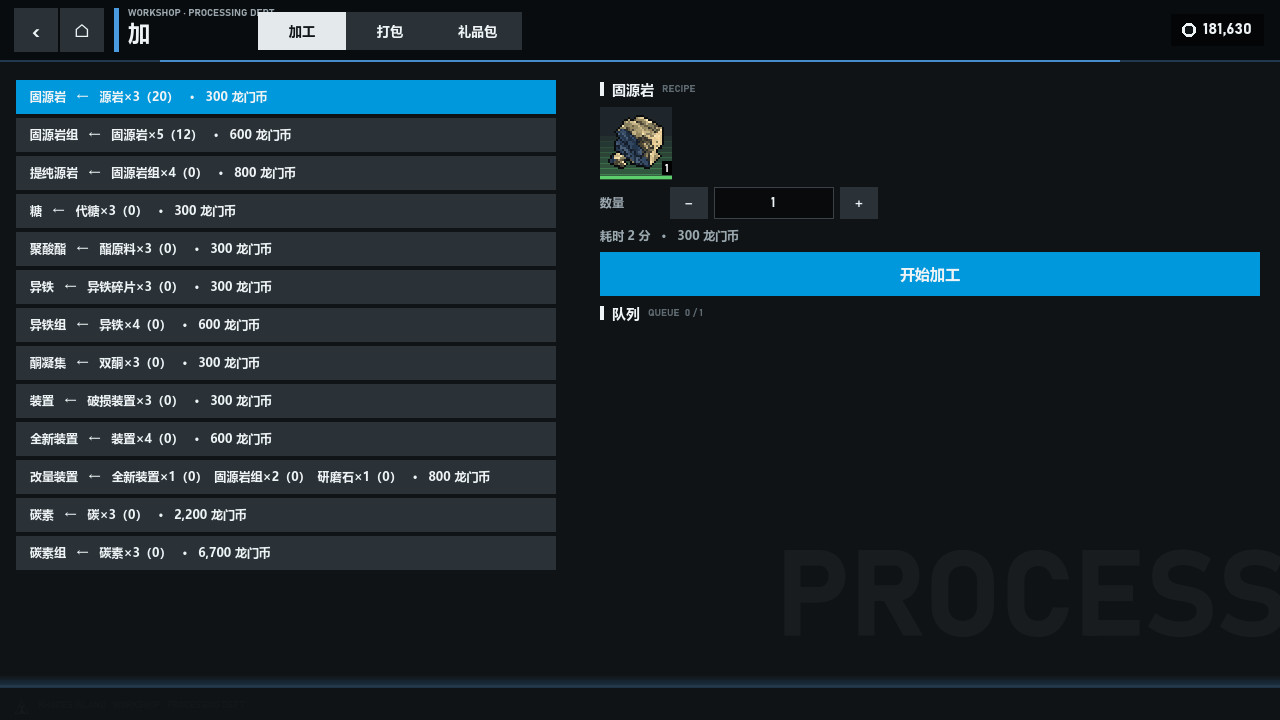 WORKSHOP · PROCESSING DEPT
加
加工
打包
礼品包
181,630
固源岩 ← 源岩×3（20） • 300 龙门币
固源岩组 ← 固源岩×5（12） • 600 龙门币
提纯源岩 ← 固源岩组×4（0） • 800 龙门币
糖 ← 代糖×3（0） • 300 龙门币
聚酸酯 ← 酯原料×3（0） • 300 龙门币
异铁 ← 异铁碎片×3（0） • 300 龙门币
异铁组 ← 异铁×4（0） • 600 龙门币
酮凝集 ← 双酮×3（0） • 300 龙门币
装置 ← 破损装置×3（0） • 300 龙门币
全新装置 ← 装置×4（0） • 600 龙门币
改量装置 ← 全新装置×1（0） 固源岩组×2（0） 研磨石×1（0） • 800 龙门币
碳素 ← 碳×3（0） • 2,200 龙门币
碳素组 ← 碳素×3（0） • 6,700 龙门币
固源岩 RECIPE
1
数量 − 1 +
耗时 2 分 • 300 龙门币
开始加工
队列 QUEUE 0 / 1
PROCESS